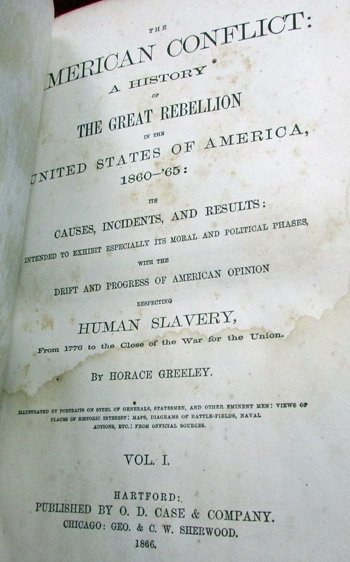 THE
AMERICAN CONFLICT:
A HISTORY
OF
THE GREAT REBELLION
IN THE
UNITED STATES OF AMERICA,
1860-'65:
ITS
CAUSES, INCIDENTS, AND RESULTS:
INTENDED TO EXHIBIT ESPECIALLY ITS MORAL AND POLITICAL PHASES,
WITH THE
DRIFT AND PROGRESS OF AMERICAN OPINION
RESPECTING
HUMAN SLAVERY,
From 1776 to the Close of the War for the Union.
BY HORACE GREELEY.
ILLUSTRATED BY PORTRAITS ON STEEL OF GENERALS, STATESMEN, AND OTHER EMINENT MEN: VIEWS OF
PLACES OF HISTORIC INTEREST: MAPS, DIAGRAMS OF BATTLE-FIELDS, NAVAL
ACTIONS, ETC.: FROM OFFICIAL SOURCES.
VOL. I.
HARTFORD:
PUBLISHED BY O. D. CASE & COMPANY.
CHICAGO: GEO. & C. W. SHERWOOD.
1866.